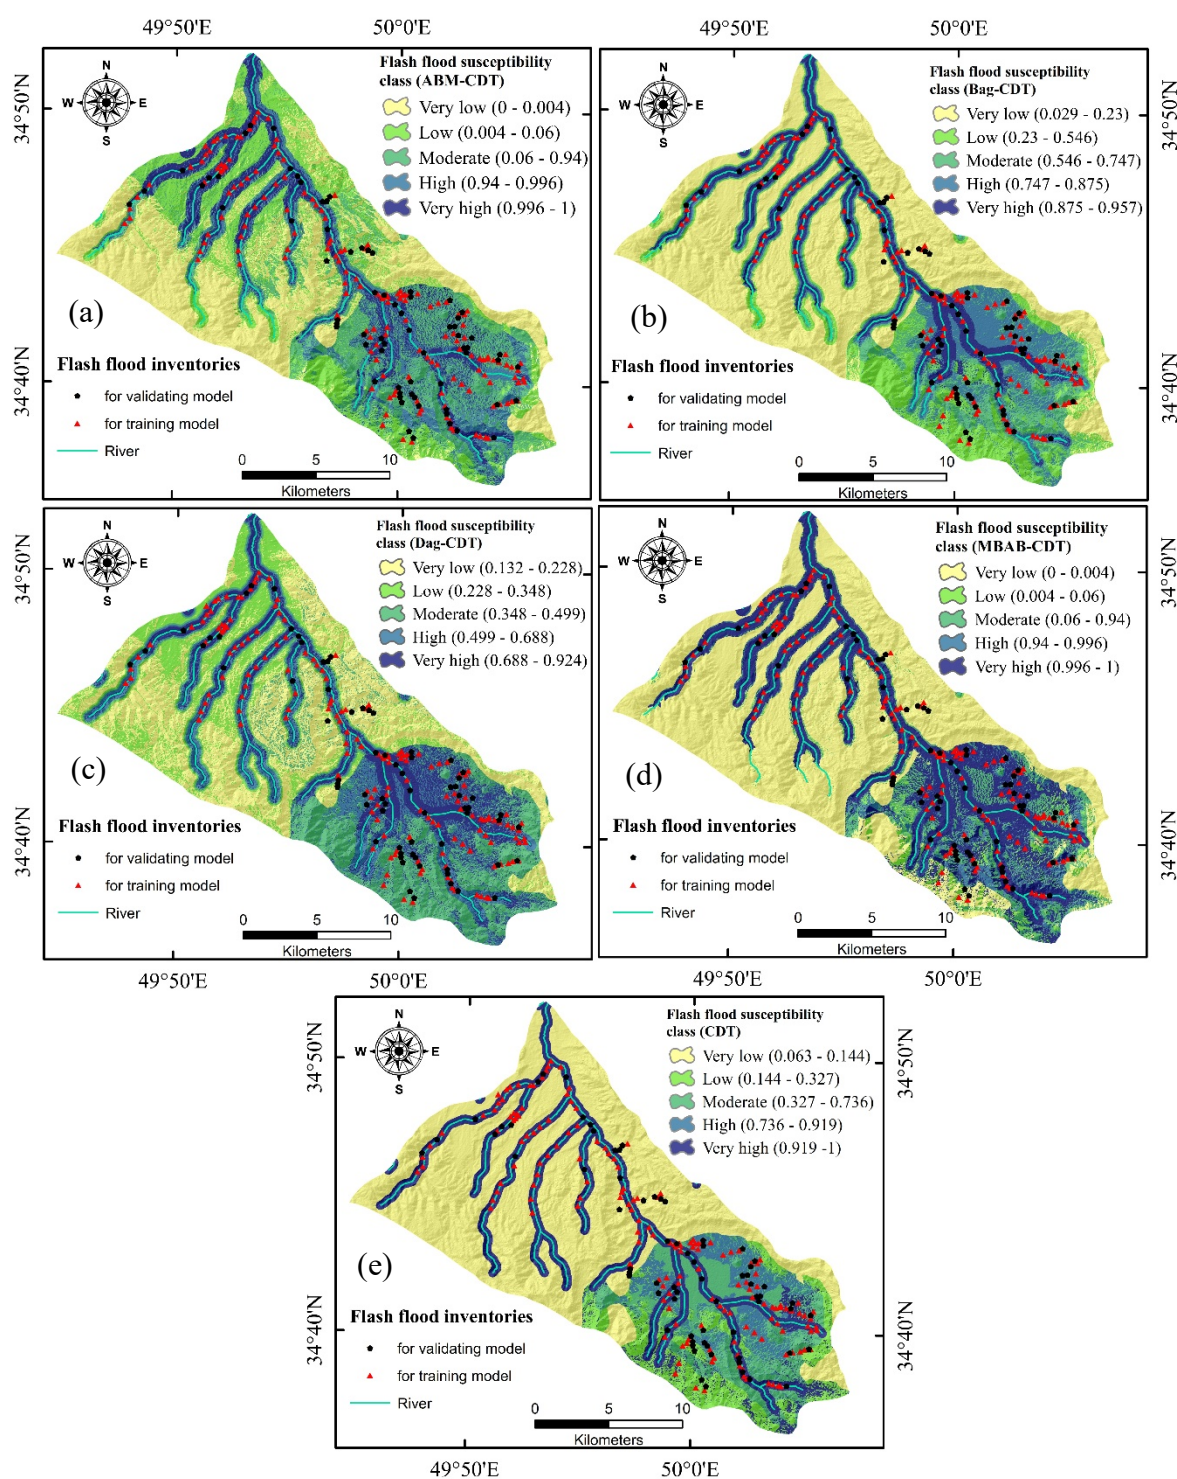 49°50'E
50°0'E
49°50'E
50°0'E
34°50'N
34°40'N
N
W
E
S
Flash flood susceptibility
class (ABM-CDT)
Very low (0 - 0.004)
Low (0.004 - 0.06)
Moderate (0.06 - 0.94)
High (0.94 - 0.996)
Very high (0.996 - 1)
(a)
Flash flood inventories
for validating model
for training model
River
0
5
10
Kilometers
N
W
E
S
Flash flood susceptibility
class (Bag-CDT)
Very low (0.029 - 0.23)
Low (0.23 - 0.546)
Moderate (0.546 - 0.747)
High (0.747 - 0.875)
Very high (0.875 - 0.957)
(b)
Flash flood inventories
for validating model
for training model
River
0
5
10
Kilometers
34°50'N
34°40'N
34°50'N
34°40'N
N
W
E
S
Flash flood susceptibility
class (Dag-CDT)
Very low (0.132 - 0.228)
Low (0.228 - 0.348)
Moderate (0.348 - 0.499)
High (0.499 - 0.688)
Very high (0.688 - 0.924)
(c)
Flash flood inventories
for validating model
for training model
River
0
5
10
Kilometers
49°50'E
50°0'E
N
W
E
S
Flash flood susceptibility
class (MBAB-CDT)
Very low (0 - 0.004)
Low (0.004 - 0.06)
Moderate (0.06 - 0.94)
High (0.94 - 0.996)
Very high (0.996 - 1)
(d)
Flash flood inventories
for validating model
for training model
River
0
5
10
Kilometers
34°50'N
34°40'N
49°50'E
50°0'E
34°50'N
34°40'N
N
W
E
S
Flash flood susceptibility
class (CDT)
Very low (0.063 - 0.144)
Low (0.144 - 0.327)
Moderate (0.327 - 0.736)
High (0.736 - 0.919)
Very high (0.919 -1)
(e)
Flash flood inventories
for validating model
for training model
River
0
5
10
Kilometers
34°50'N
34°40'N
49°50'E
50°0'E